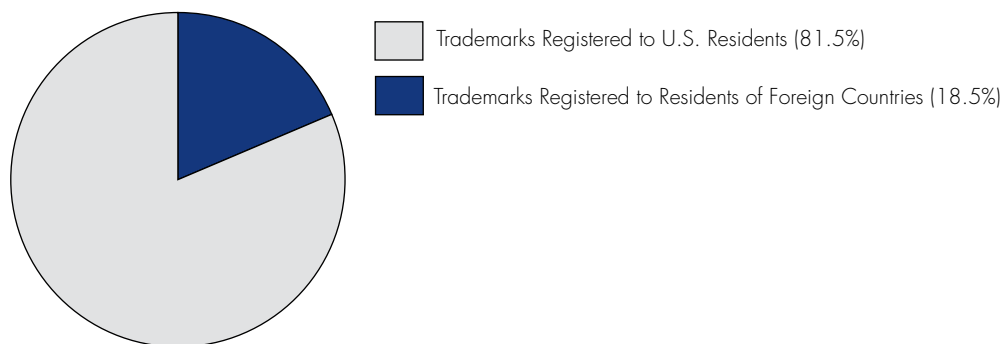 Trademarks Registered to U.S. Residents (81.5%)
Trademarks Registered to Residents of Foreign Countries (18.5%)